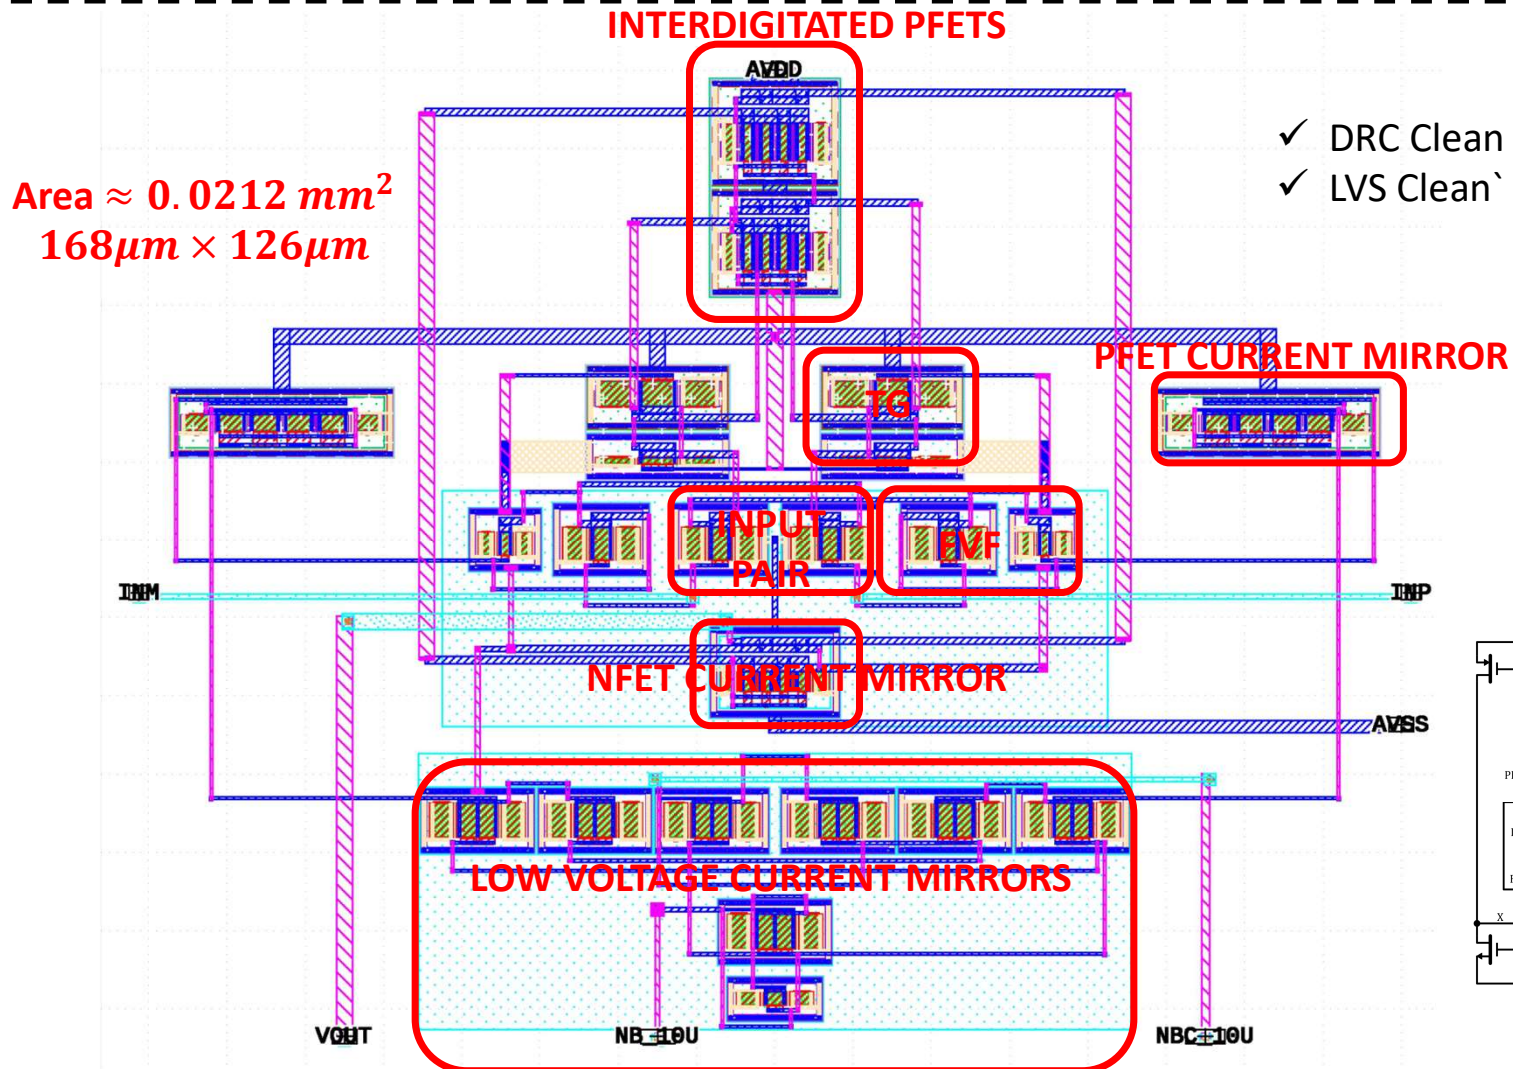 INTERDIGITATED PFETS
AVDD
✓ DRC Clean
✓ LVS Clean`
Area ≈ 0.0212 mm²
168μm × 126μm
PFET CURRENT MIRROR
TG
INPUT
PAIR
FVF
INM
INP
NFET CURRENT MIRROR
AVSS
LOW VOLTAGE CURRENT MIRRORS
X
VOUT
NB_10U
NBC_10U